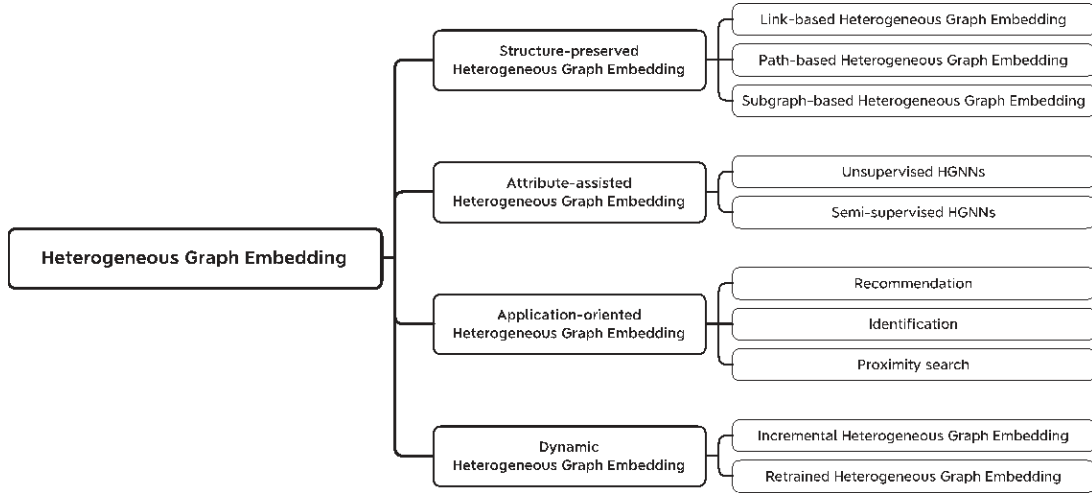 Heterogeneous Graph Embedding
Structure-preserved
Heterogeneous Graph Embedding
Link-based Heterogeneous Graph Embedding
Path-based Heterogeneous Graph Embedding
Subgraph-based Heterogeneous Graph Embedding
Attribute-assisted
Heterogeneous Graph Embedding
Unsupervised HGNNs
Semi-supervised HGNNs
Application-oriented
Heterogeneous Graph Embedding
Recommendation
Identification
Proximity search
Dynamic
Heterogeneous Graph Embedding
Incremental Heterogeneous Graph Embedding
Retrained Heterogeneous Graph Embedding